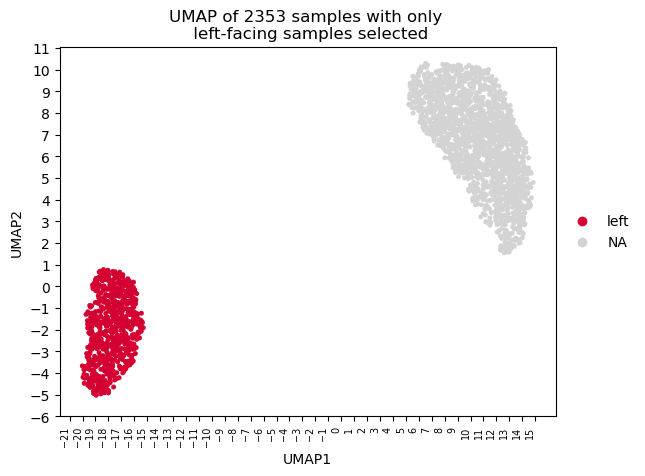 UMAP of 2353 samples with only
left-facing samples selected
11
10
9
8
7
6
5
4
3
2
1
0
−1
−2
−3
−4
−5
−6
UMAP2
left
NA
−21 −20 −19 −18 −17 −16 −15 −14 −13 −12 −11 −10 −9 −8 −7 −6 −5 −4 −3 −2 −1 0 1 2 3 4 5 6 7 8 9 10 11 12 13 14 15
UMAP1